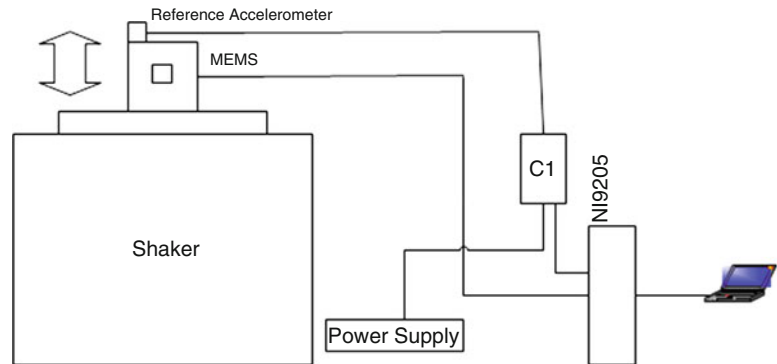 Reference Accelerometer
MEMS
C1
NI9205
Shaker
Power Supply